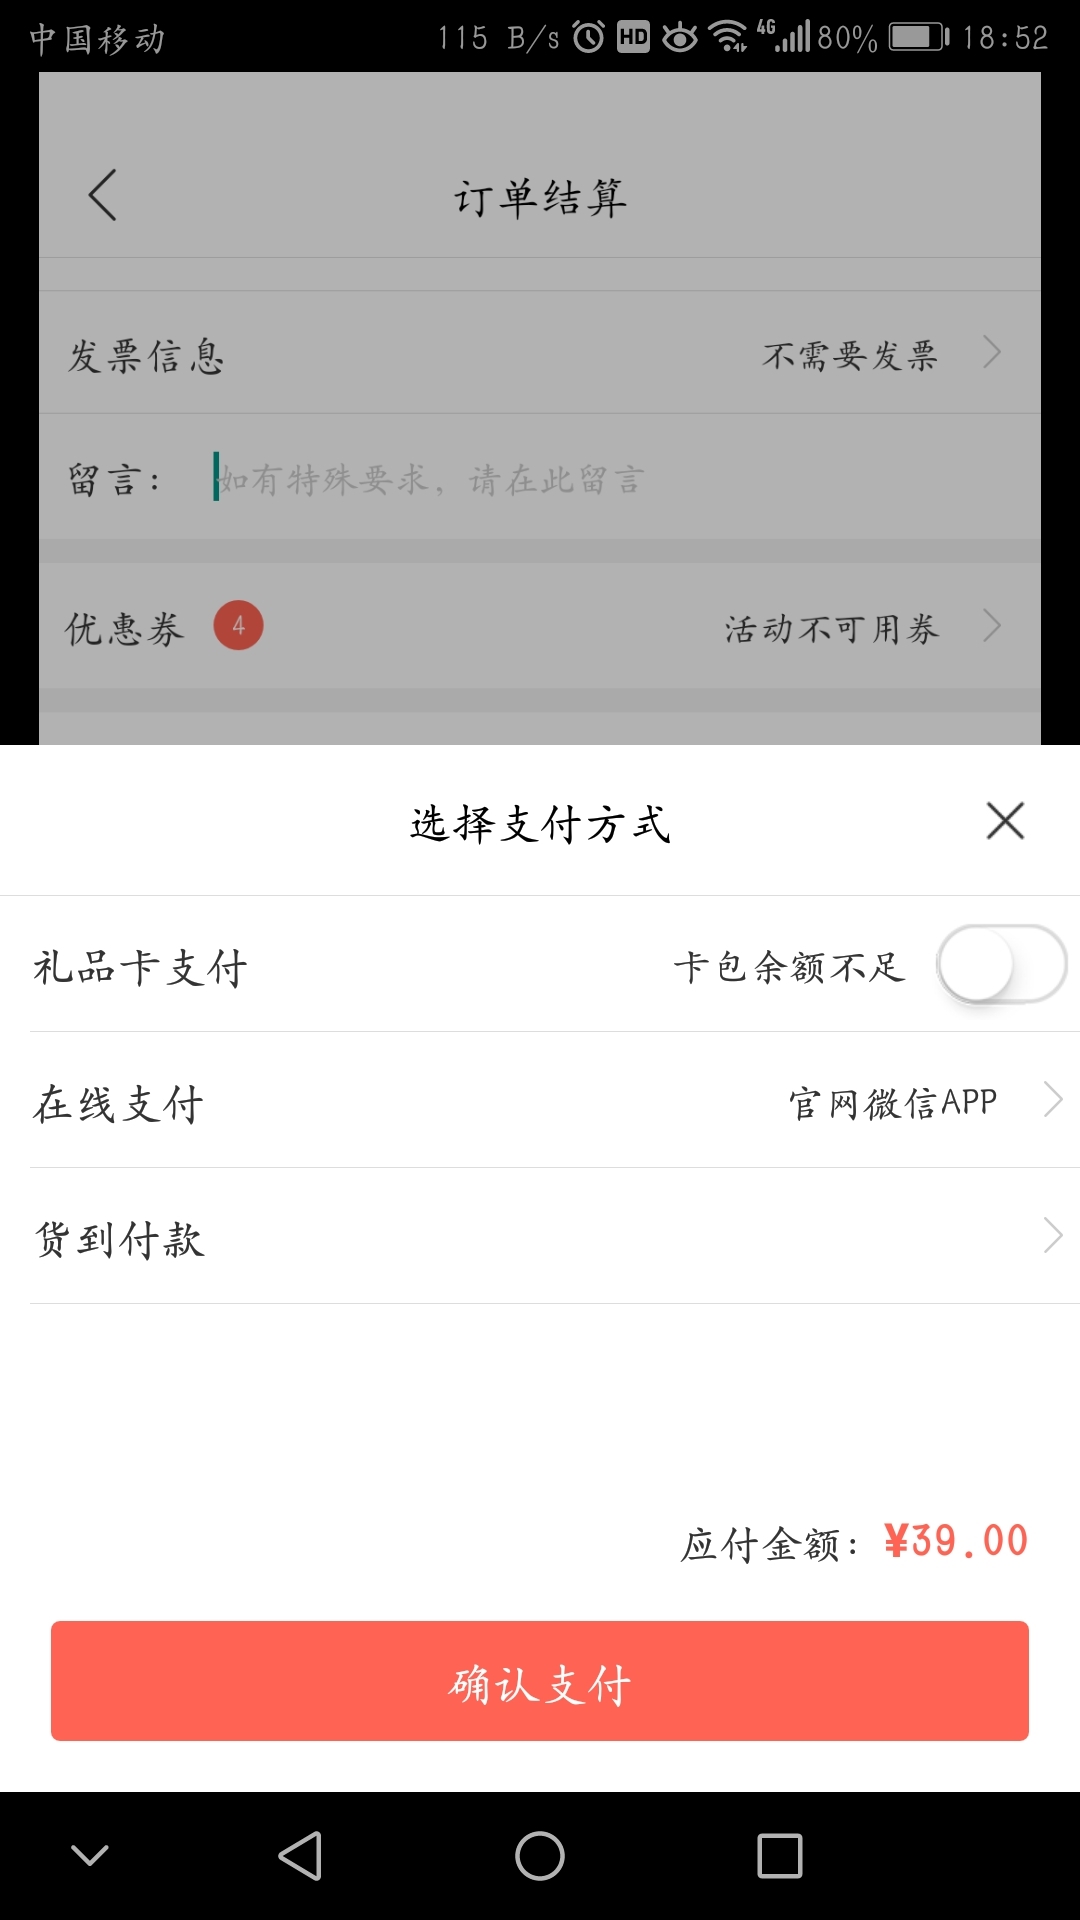 中国移动 115 B/s HD 4G 80% 18:52
订单结算
发票信息 不需要发票
留言： 如有特殊要求，请在此留言
优惠券 4 活动不可用券
选择支付方式
礼品卡支付 卡包余额不足
在线支付 官网微信APP
货到付款
应付金额：¥39.00
确认支付